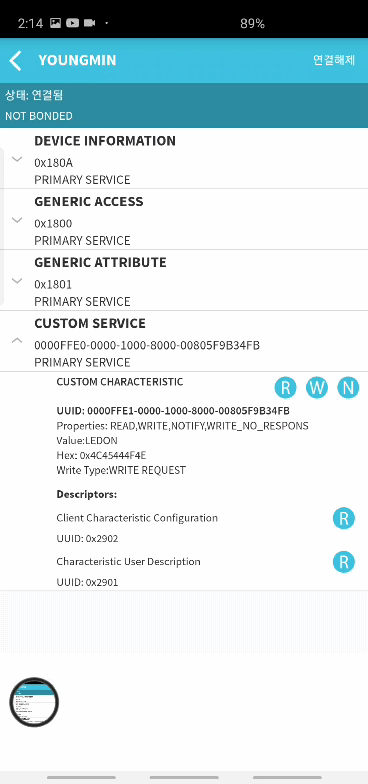 2:14 89%
YOUNGMIN 연결해제
상태: 연결됨
NOT BONDED
DEVICE INFORMATION
0x180A
PRIMARY SERVICE
GENERIC ACCESS
0x1800
PRIMARY SERVICE
GENERIC ATTRIBUTE
0x1801
PRIMARY SERVICE
CUSTOM SERVICE
0000FFE0-0000-1000-8000-00805F9B34FB
PRIMARY SERVICE
CUSTOM CHARACTERISTIC R W N
UUID: 0000FFE1-0000-1000-8000-00805F9B34FB
Properties: READ,WRITE,NOTIFY,WRITE_NO_RESPONS
Value:LEDON
Hex: 0x4C45444F4E
Write Type:WRITE REQUEST
Descriptors:
Client Characteristic Configuration R
UUID: 0x2902
Characteristic User Description R
UUID: 0x2901